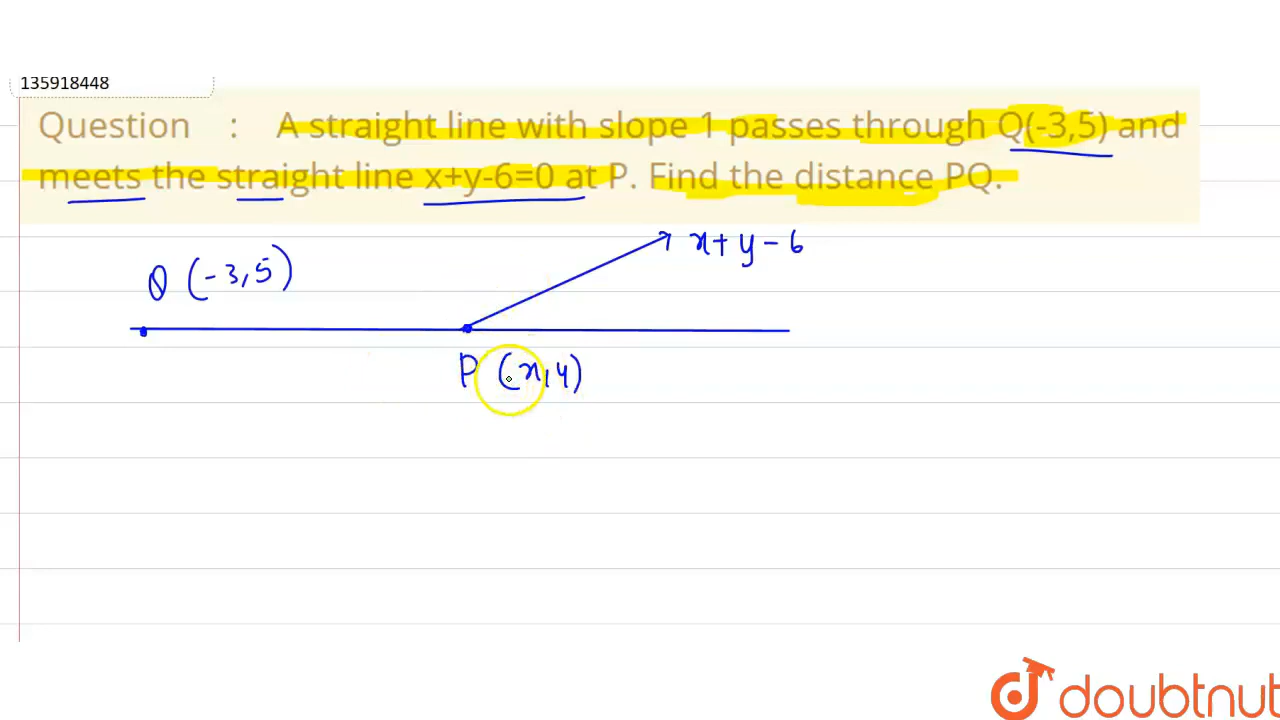 135918448
Question : A straight line with slope 1 passes through Q(-3,5) and
meets the straight line x+y-6=0 at P. Find the distance PQ.
x+y-6
Q (-3,5)
P (x,y)
doubtnut